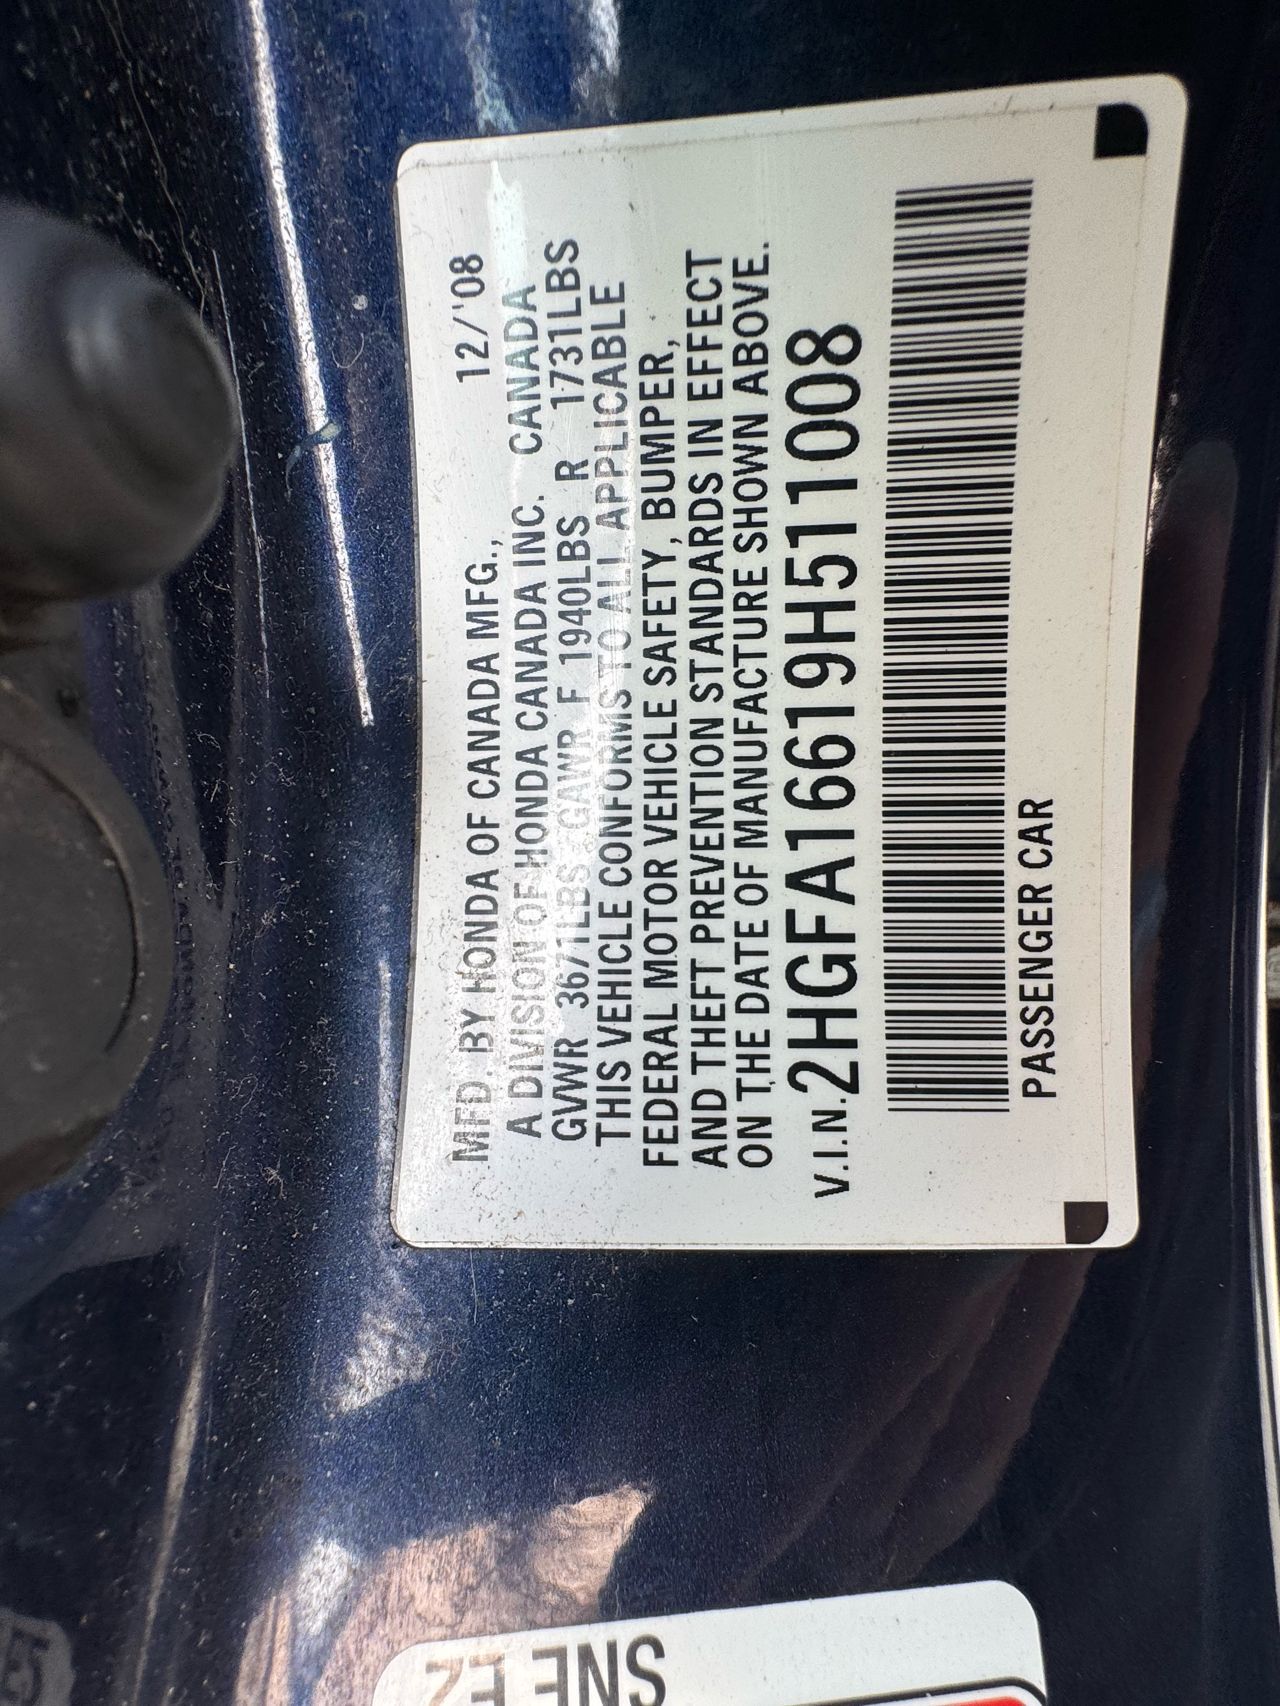 MFD. BY HONDA OF CANADA MFG., 12/'08
A DIVISION OF HONDA CANADA INC. CANADA
GVWR 3671LBS GAWR F 1940LBS R 1731LBS
THIS VEHICLE CONFORMS TO ALL APPLICABLE
FEDERAL MOTOR VEHICLE SAFETY, BUMPER,
AND THEFT PREVENTION STANDARDS IN EFFECT
ON THE DATE OF MANUFACTURE SHOWN ABOVE.
V.I.N. 2HGFA16619H511008
PASSENGER CAR